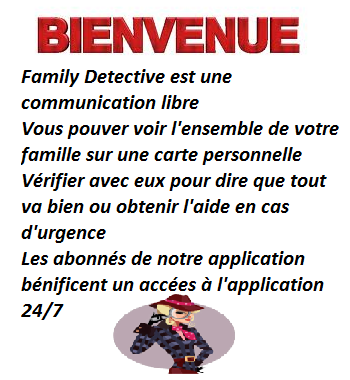 BIENVENUE
Family Detective est une
communication libre
Vous pouver voir l'ensemble de votre
famille sur une carte personnelle
Vérifier avec eux pour dire que tout
va bien ou obtenir l'aide en cas
d'urgence
Les abonnés de notre application
bénificent un accées à l'application
24/7